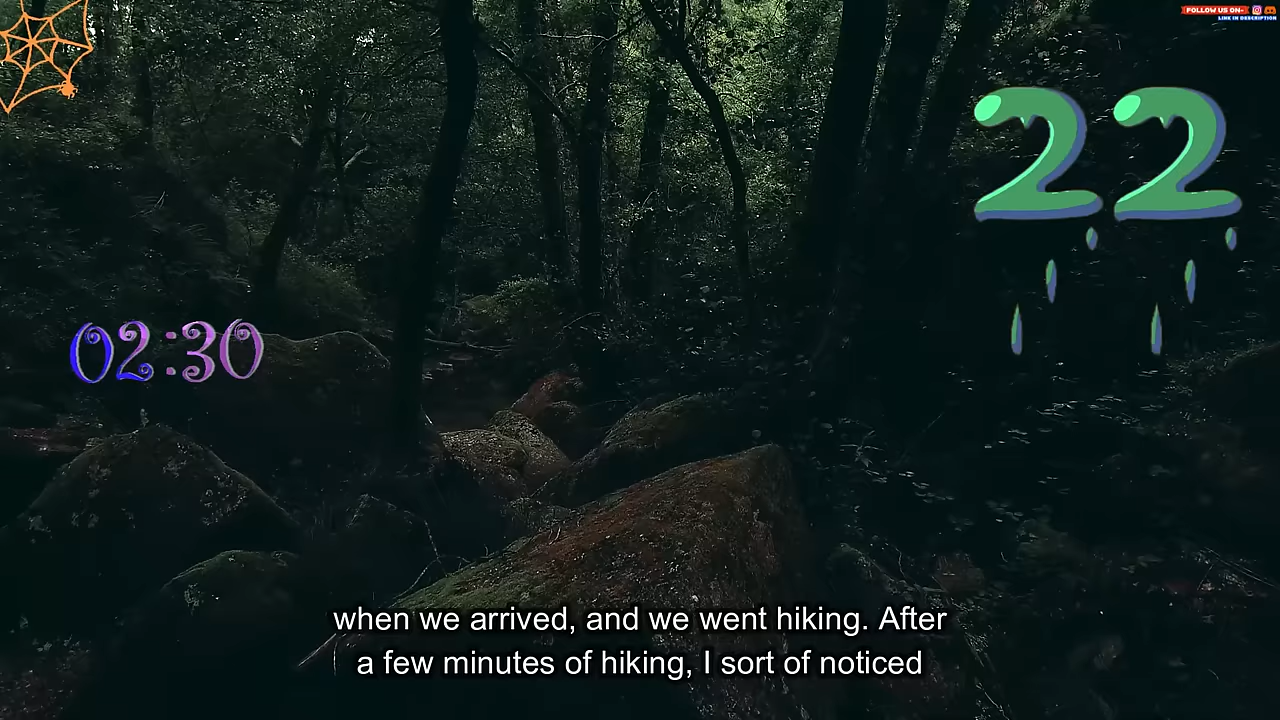 FOLLOW US ON-
LINK IN DESCRIPTION
22
02:30
when we arrived, and we went hiking. After
a few minutes of hiking, I sort of noticed